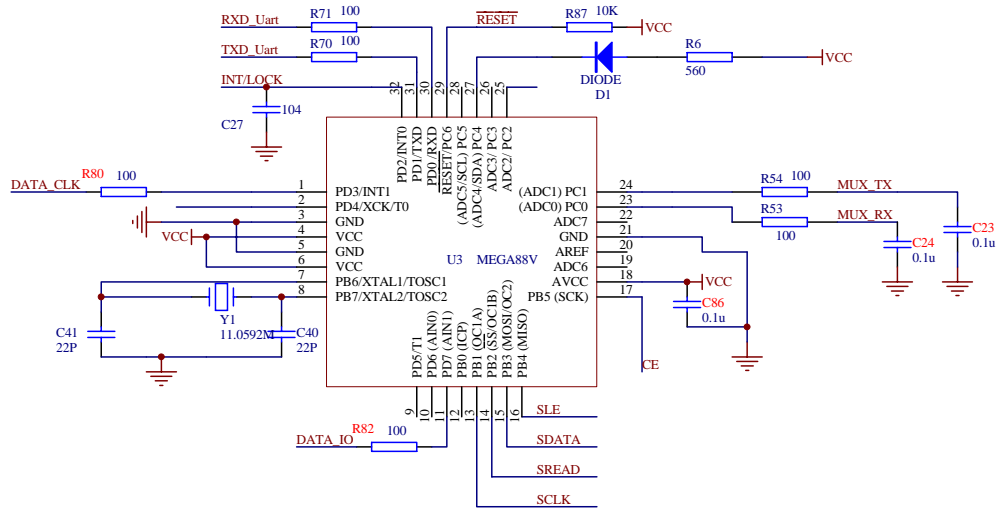 RXD_Uart
R71
100
TXD_Uart
R70
100
INT/LOCK
C27
104
RESET
R87
10K
VCC
DIODE
D1
R6
560
VCC
32
31
30
29
28
27
26
25
PD2/INT0
PD1/TXD
PD0 /RXD
RESET/PC6
(ADC5/SCL) PC5
(ADC4/SDA) PC4
ADC3/ PC3
ADC2/ PC2
DATA_CLK
R80
100
1
PD3/INT1
2
PD4/XCK/T0
3
GND
VCC
4
VCC
5
GND
6
VCC
7
PB6/XTAL1/TOSC1
8
PB7/XTAL2/TOSC2
U3
MEGA88V
C41
22P
Y1
11.0592M
C40
22P
(ADC1) PC1
24
(ADC0) PC0
23
ADC7
22
GND
21
AREF
20
ADC6
19
AVCC
18
PB5 (SCK)
17
R54
100
MUX_TX
R53
100
MUX_RX
C23
0.1u
C24
0.1u
VCC
C86
0.1u
CE
PD5/T1
PD6 (AIN0)
PD7 (AIN1)
PB0 (ICP)
PB1 (OC1A)
PB2 (SS/OC1B)
PB3 (MOSI/OC2)
PB4 (MISO)
9
10
11
12
13
14
15
16
DATA_IO
R82
100
SLE
SDATA
SREAD
SCLK